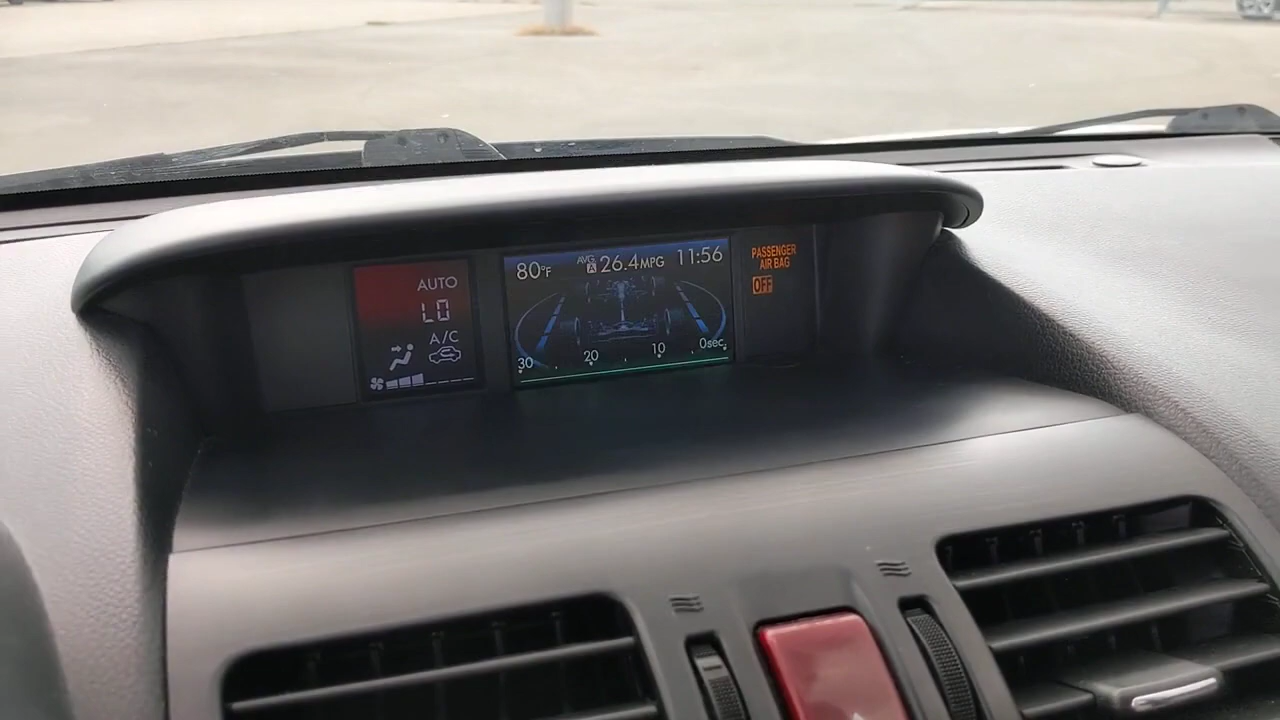 AUTO
LO
A/C
80°F
AVG A 26.4MPG
11:56
30 20 10 0sec.
PASSENGER
AIR BAG
OFF